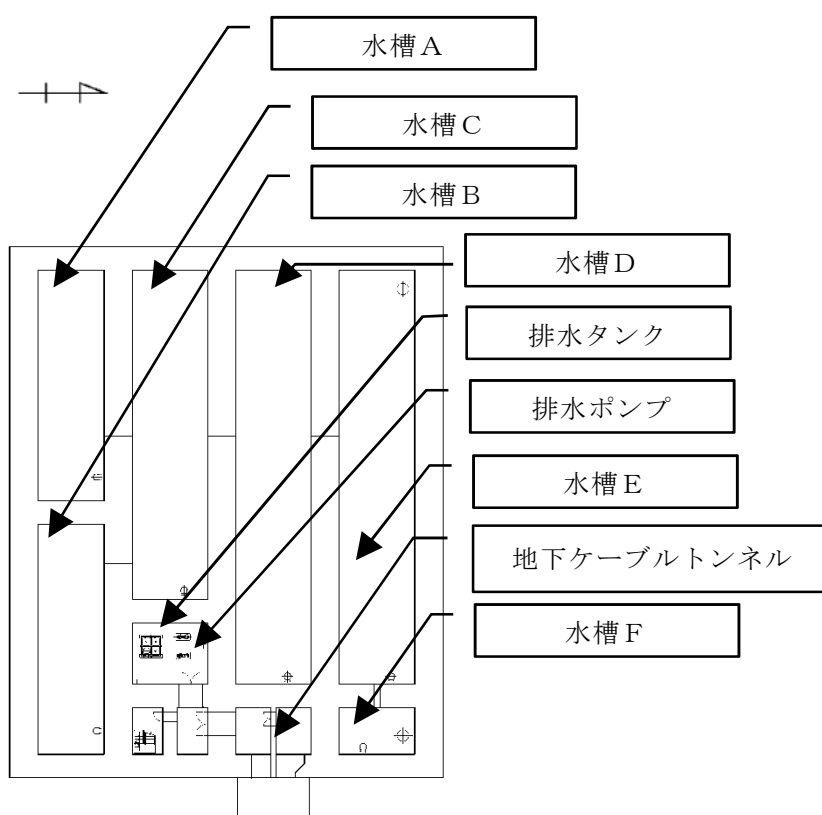 水槽Ａ
水槽Ｃ
水槽Ｂ
水槽Ｄ
排水タンク
排水ポンプ
水槽Ｅ
地下ケーブルトンネル
水槽Ｆ